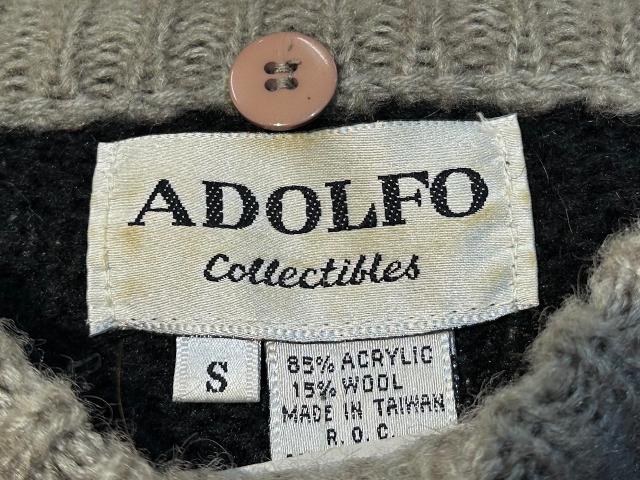 ADOLFO
Collectibles
S
85% ACRYLIC
15% WOOL
MADE IN TAIWAN
R.O.C.